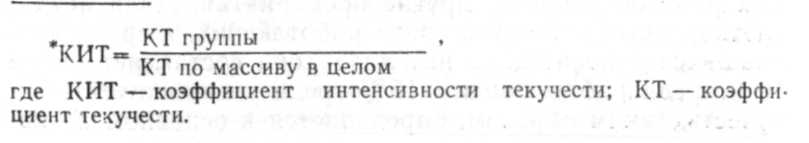 КТ группы
*КИТ= ,
КТ по массиву в целом
где КИТ — коэффициент интенсивности текучести; КТ — коэффи-
циент текучести.